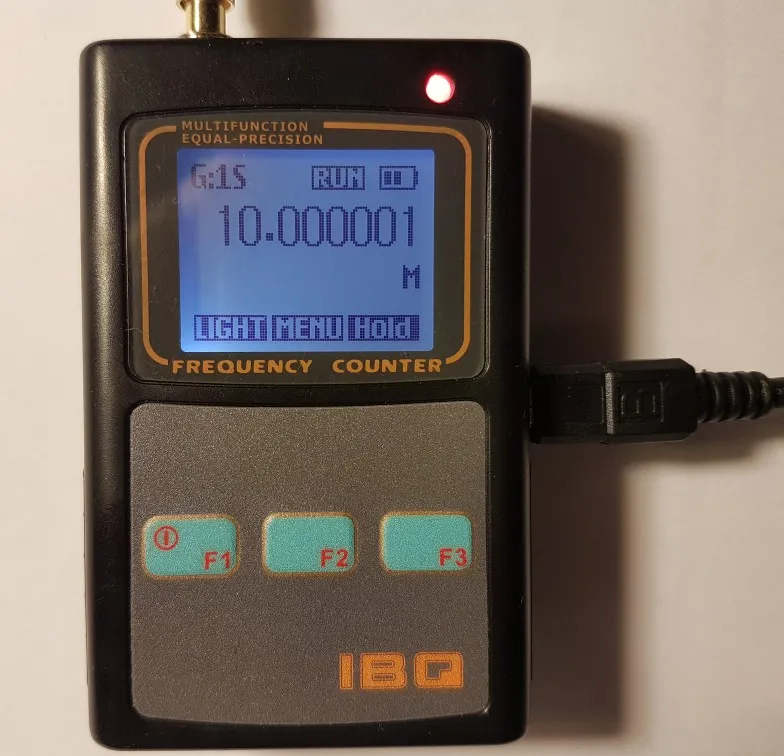 MULTIFUNCTION
EQUAL-PRECISION
G:1S RUN
10.000001
M
LIGHT MENU Hold
FREQUENCY COUNTER
F1 F2 F3
IBQ